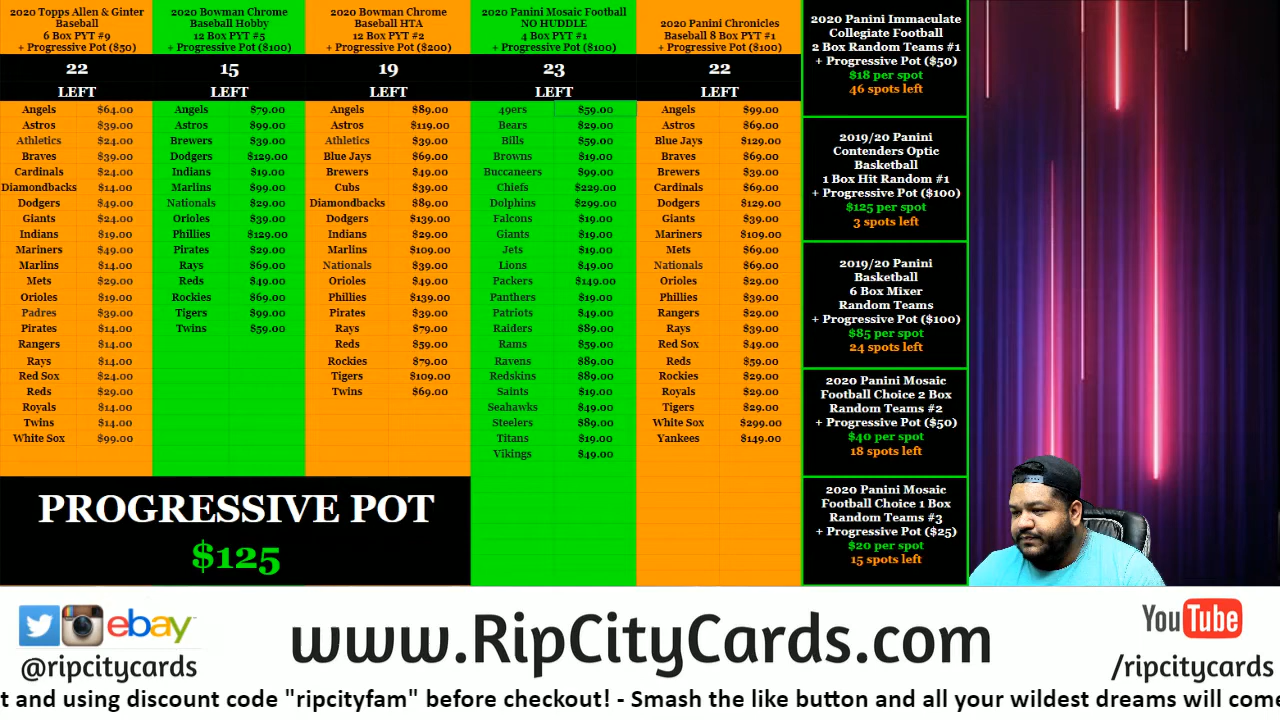 2020 Topps Allen & Ginter
Baseball
6 Box PYT #9
+ Progressive Pot ($50)
22
LEFT
Angels $64.00
Astros $39.00
Athletics $24.00
Braves $39.00
Cardinals $24.00
Diamondbacks $14.00
Dodgers $49.00
Giants $24.00
Indians $19.00
Mariners $49.00
Marlins $14.00
Mets $29.00
Orioles $19.00
Padres $39.00
Pirates $14.00
Rangers $14.00
Rays $14.00
Red Sox $24.00
Reds $29.00
Royals $14.00
Twins $14.00
White Sox $99.00
2020 Bowman Chrome
Baseball Hobby
12 Box PYT #5
+ Progressive Pot ($100)
15
LEFT
Angels $79.00
Astros $99.00
Brewers $39.00
Dodgers $129.00
Indians $19.00
Marlins $99.00
Nationals $29.00
Orioles $39.00
Phillies $129.00
Pirates $29.00
Rays $69.00
Reds $49.00
Rockies $69.00
Tigers $99.00
Twins $59.00
2020 Bowman Chrome
Baseball HTA
12 Box PYT #2
+ Progressive Pot ($200)
19
LEFT
Angels $89.00
Astros $119.00
Athletics $39.00
Blue Jays $69.00
Brewers $49.00
Cubs $39.00
Diamondbacks $89.00
Dodgers $139.00
Indians $29.00
Marlins $109.00
Nationals $39.00
Orioles $49.00
Phillies $139.00
Pirates $39.00
Rays $79.00
Reds $59.00
Rockies $79.00
Tigers $109.00
Twins $69.00
2020 Panini Mosaic Football
NO HUDDLE
4 Box PYT #1
+ Progressive Pot ($100)
23
LEFT
49ers $59.00
Bears $29.00
Bills $59.00
Browns $19.00
Buccaneers $99.00
Chiefs $229.00
Dolphins $299.00
Falcons $19.00
Giants $19.00
Jets $19.00
Lions $49.00
Packers $149.00
Panthers $19.00
Patriots $49.00
Raiders $89.00
Rams $59.00
Ravens $89.00
Redskins $89.00
Saints $19.00
Seahawks $49.00
Steelers $89.00
Titans $19.00
Vikings $49.00
2020 Panini Chronicles
Baseball 8 Box PYT #1
+ Progressive Pot ($100)
22
LEFT
Angels $99.00
Astros $69.00
Blue Jays $129.00
Braves $69.00
Brewers $39.00
Cardinals $69.00
Dodgers $129.00
Giants $39.00
Mariners $109.00
Mets $69.00
Nationals $69.00
Orioles $29.00
Phillies $39.00
Rangers $29.00
Rays $39.00
Red Sox $49.00
Reds $59.00
Rockies $29.00
Royals $29.00
Tigers $29.00
White Sox $299.00
Yankees $149.00
2020 Panini Immaculate
Collegiate Football
2 Box Random Teams #1
+ Progressive Pot ($50)
$18 per spot
46 spots left
2019/20 Panini
Contenders Optic
Basketball
1 Box Hit Random #1
+ Progressive Pot ($100)
$125 per spot
3 spots left
2019/20 Panini
Basketball
6 Box Mixer
Random Teams
+ Progressive Pot ($100)
$85 per spot
24 spots left
2020 Panini Mosaic
Football Choice 2 Box
Random Teams #2
+ Progressive Pot ($50)
$40 per spot
18 spots left
2020 Panini Mosaic
Football Choice 1 Box
Random Teams #3
+ Progressive Pot ($25)
$20 per spot
15 spots left
PROGRESSIVE POT
$125
ebay
@ripcitycards
www.RipCityCards.com
YouTube
/ripcitycards
t and using discount code "ripcityfam" before checkout! - Smash the like button and all your wildest dreams will come